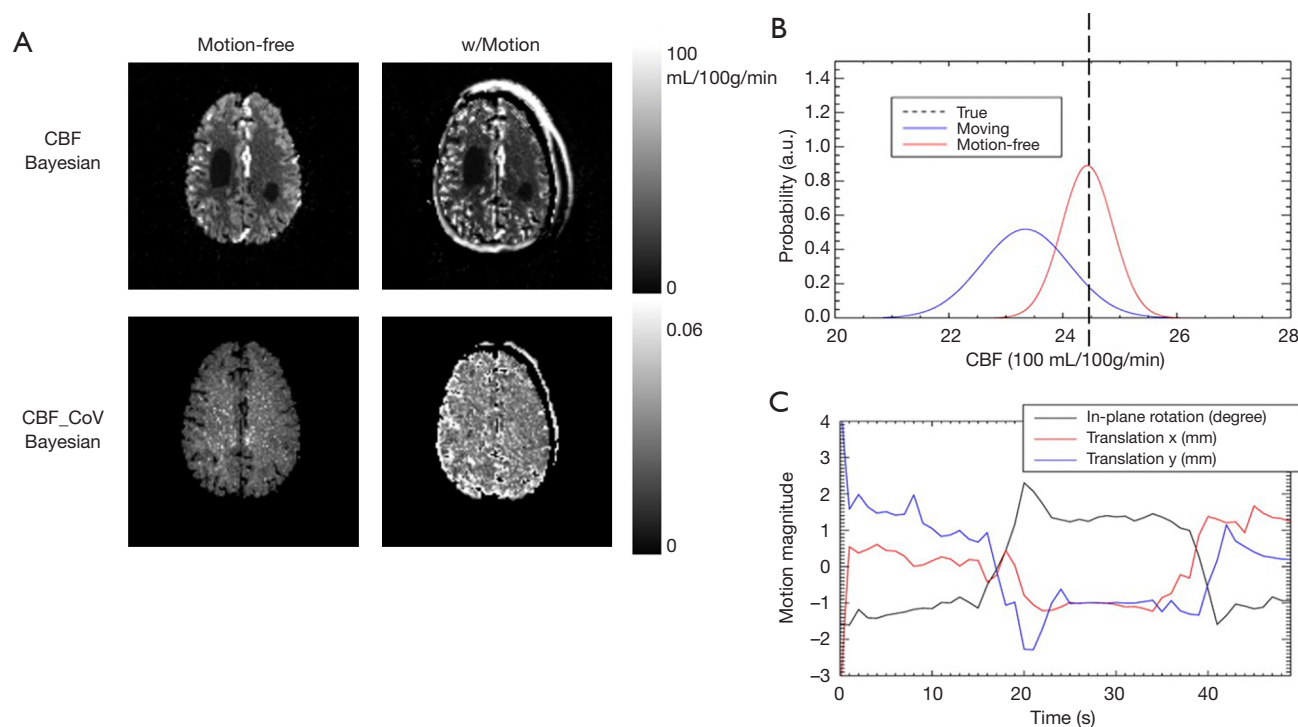 A
Motion-free
w/Motion
100
mL/100g/min
CBF
Bayesian
0
0.06
CBF_CoV
Bayesian
0
B
1.4
1.2
1.0
0.8
0.6
0.4
0.2
0.0
Probability (a.u.)
True
Moving
Motion-free
20
22
24
26
28
CBF (100 mL/100g/min)
C
4
3
2
1
0
−1
−2
−3
Motion magnitude
In-plane rotation (degree)
Translation x (mm)
Translation y (mm)
0
10
20
30
40
Time (s)